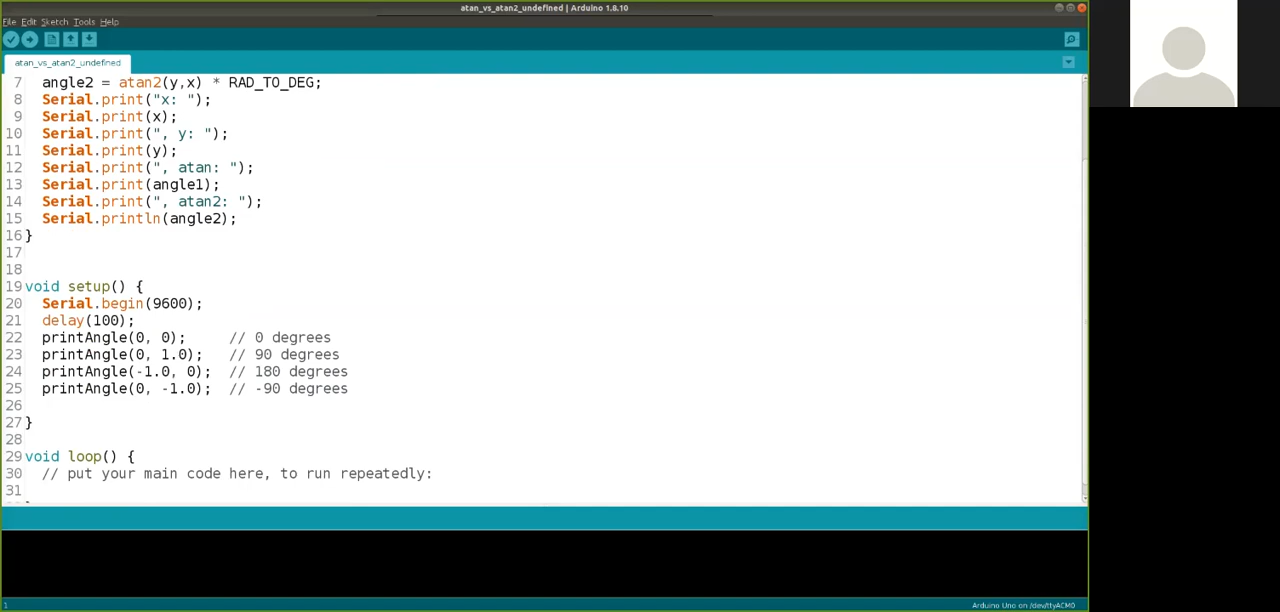 atan_vs_atan2_undefined | Arduino 1.8.10
File Edit Sketch Tools Help
atan_vs_atan2_undefined
7 angle2 = atan2(y,x) * RAD_TO_DEG;
8 Serial.print("x: ");
9 Serial.print(x);
10 Serial.print(", y: ");
11 Serial.print(y);
12 Serial.print(", atan: ");
13 Serial.print(angle1);
14 Serial.print(", atan2: ");
15 Serial.println(angle2);
16 }
17
18
19 void setup() {
20 Serial.begin(9600);
21 delay(100);
22 printAngle(0, 0); // 0 degrees
23 printAngle(0, 1.0); // 90 degrees
24 printAngle(-1.0, 0); // 180 degrees
25 printAngle(0, -1.0); // -90 degrees
26
27 }
28
29 void loop() {
30 // put your main code here, to run repeatedly:
31
1 Arduino Uno on /dev/ttyACM0